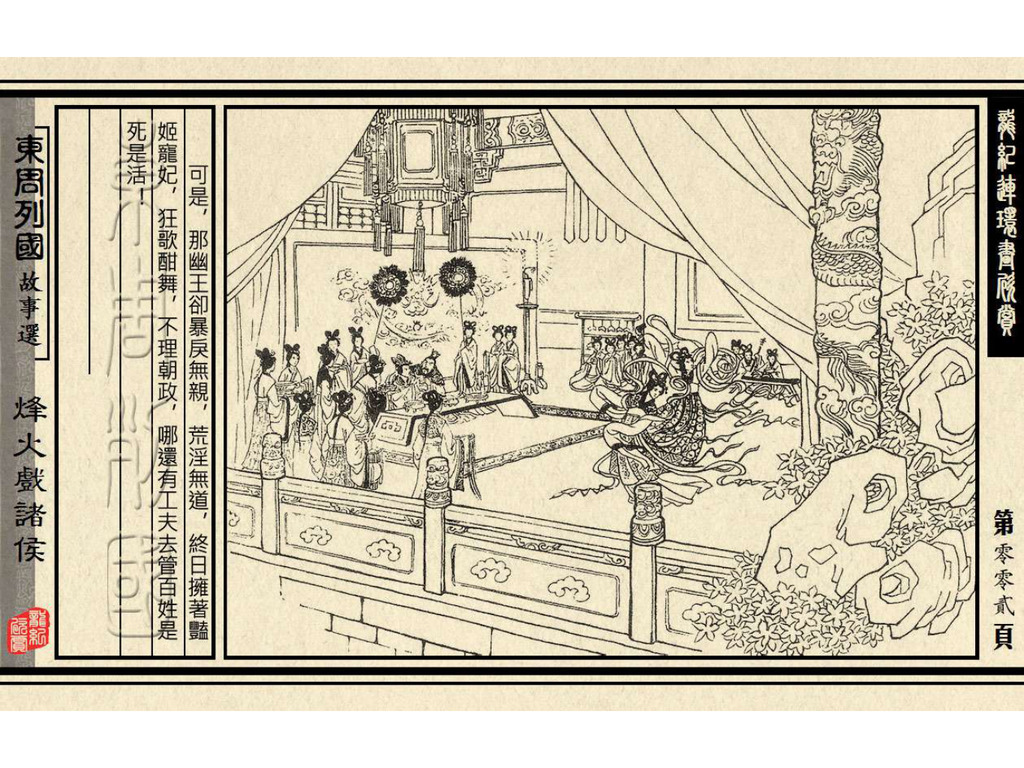 龍紀連環畫欣賞
第零零貳頁
可是，那幽王卻暴戾無親，荒淫無道，終日擁著豔
姬寵妃，狂歌酣舞，不理朝政，哪還有工夫去管百姓是
死是活！
東周列國故事選
烽火戲諸侯